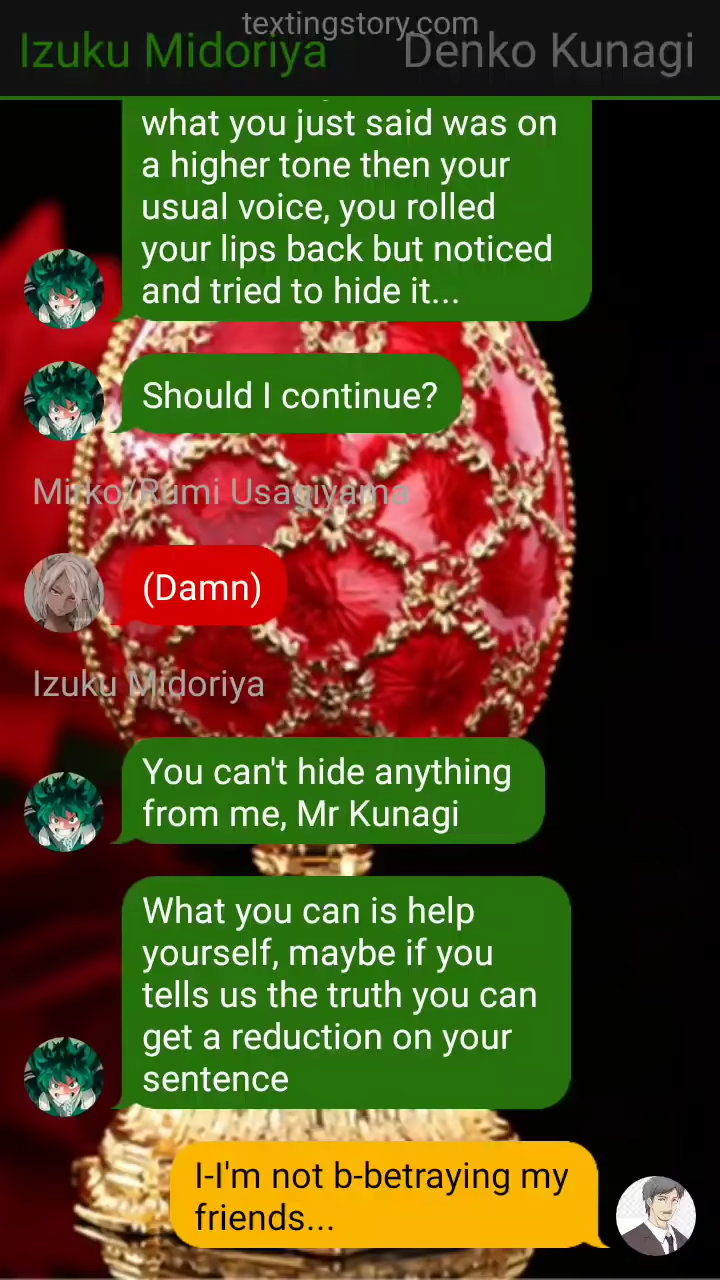 textingstory.com
Izuku Midoriya Denko Kunagi
what you just said was on
a higher tone then your
usual voice, you rolled
your lips back but noticed
and tried to hide it...
Should I continue?
Mirko/Rumi Usagiyama
(Damn)
Izuku Midoriya
You can't hide anything
from me, Mr Kunagi
What you can is help
yourself, maybe if you
tells us the truth you can
get a reduction on your
sentence
I-I'm not b-betraying my
friends...